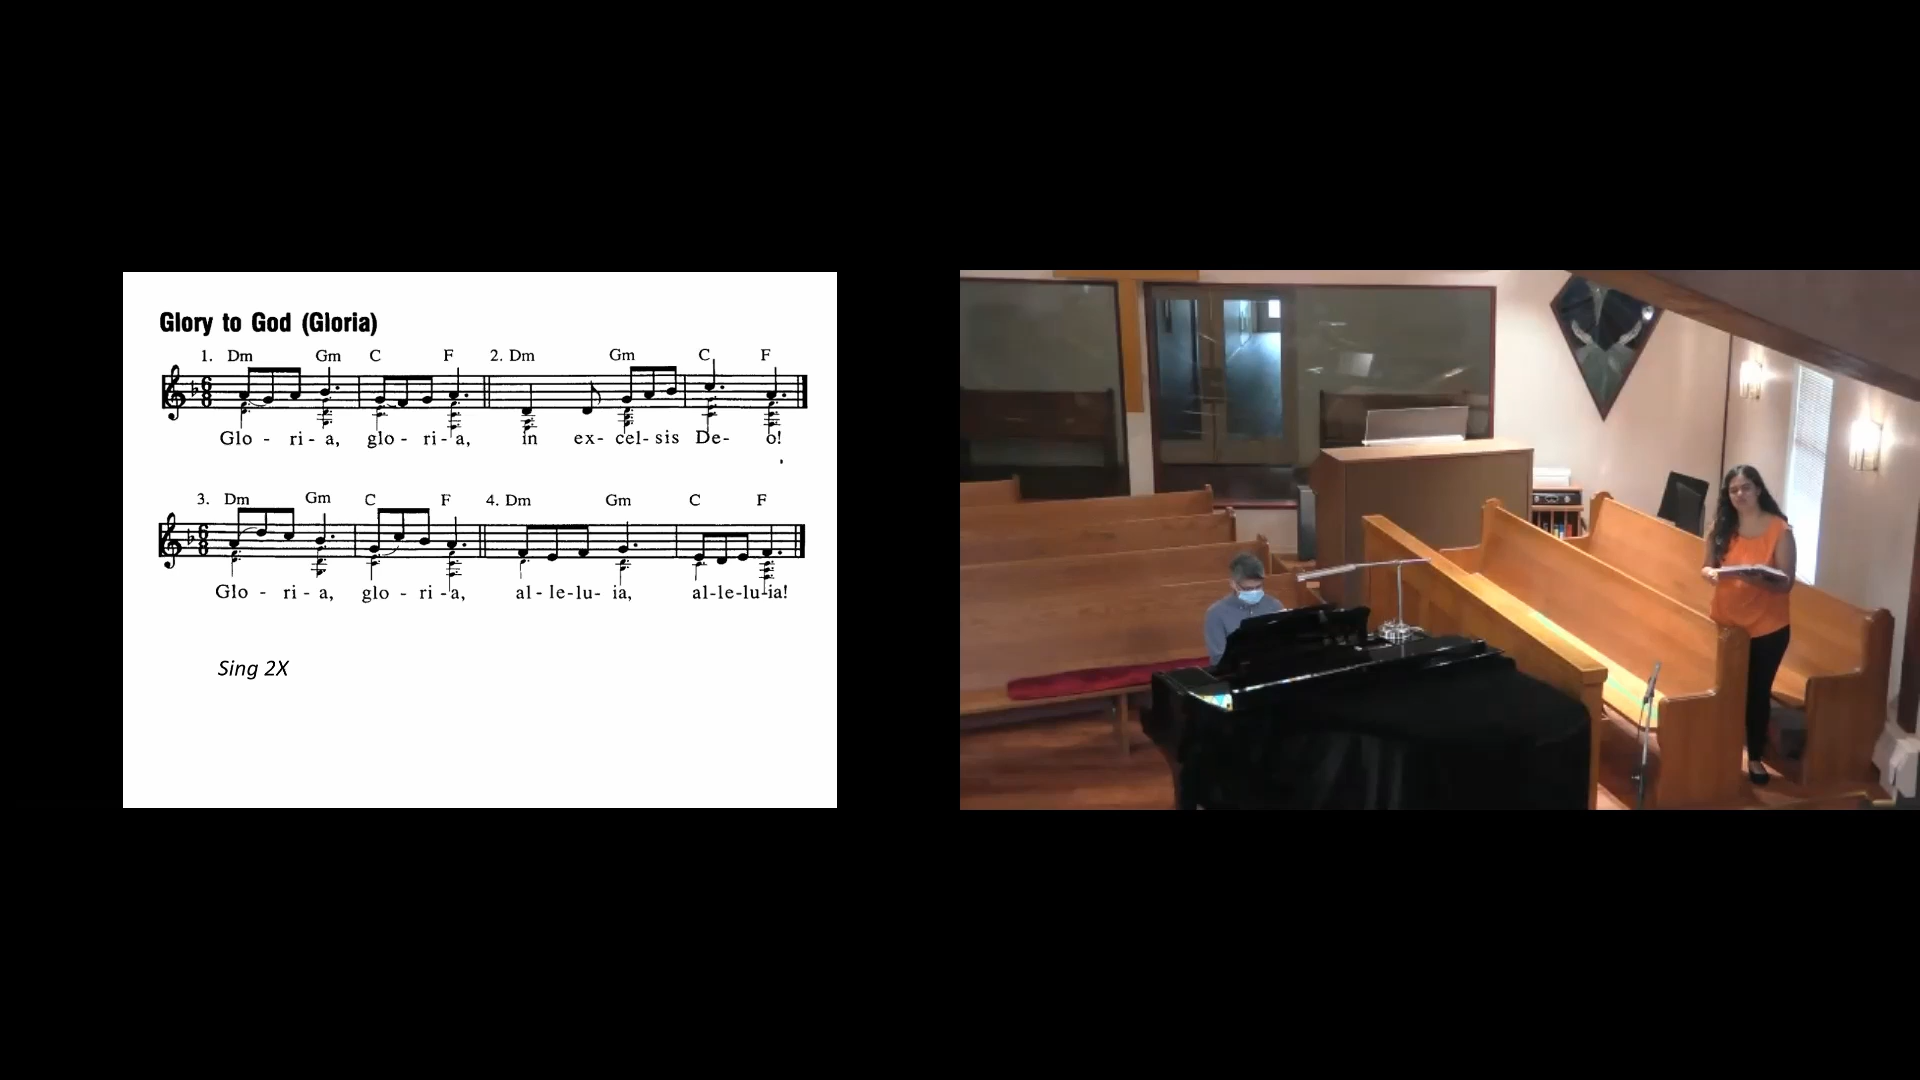 Glory to God (Gloria)
1. Dm Gm C F 2. Dm Gm C F
Glo - ri - a, glo - ri - a, in ex- cel- sis De- o!
3. Dm Gm C F 4. Dm Gm C F
Glo - ri - a, glo - ri - a, al - le-lu- ia, al-le-lu-ia!
Sing 2X